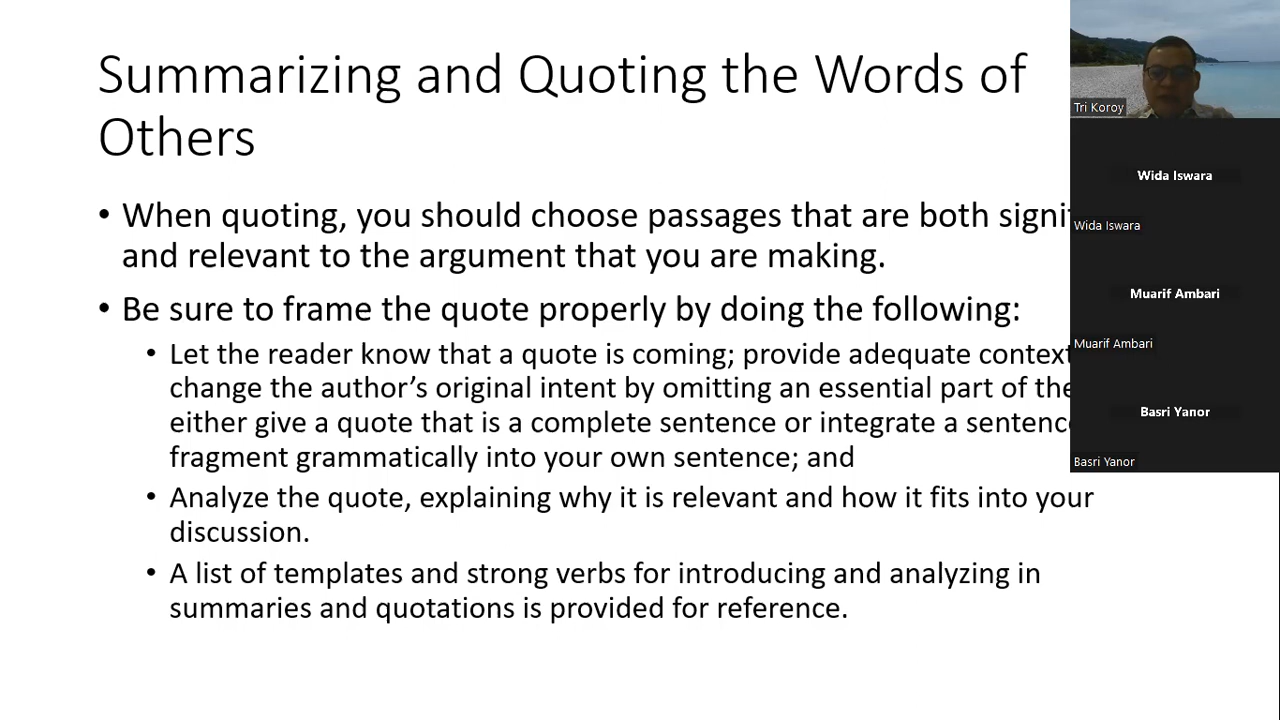 Summarizing and Quoting the Words of
Others
• When quoting, you should choose passages that are both
and relevant to the argument that you are making.
• Be sure to frame the quote properly by doing the following:
• Let the reader know that a quote is coming; provide adequate context
change the author’s original intent by omitting an essential part of the
either give a quote that is a complete sentence or integrate a sentence
fragment grammatically into your own sentence; and
• Analyze the quote, explaining why it is relevant and how it fits into your
discussion.
• A list of templates and strong verbs for introducing and analyzing in
summaries and quotations is provided for reference.
Tri Koroy
Wida Iswara
Wida Iswara
Muarif Ambari
Muarif Ambari
Basri Yanor
Basri Yanor